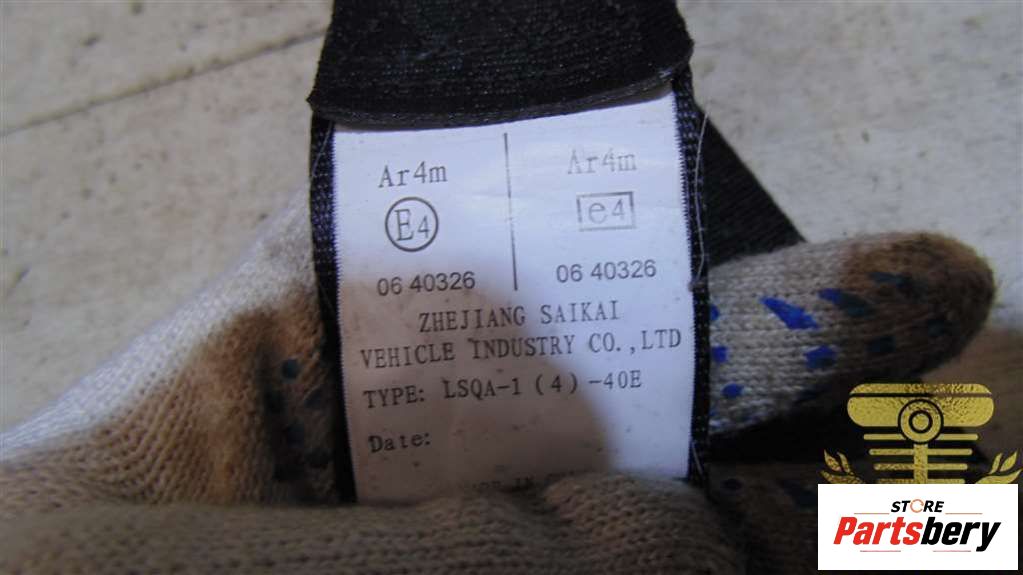 Ar4m Ar4m
E4 e4
06 40326 06 40326
ZHEJIANG SAIKAI
VEHICLE INDUSTRY CO.,LTD
TYPE: LSQA-1(4)-40E
Date:
STORE
Partsbery